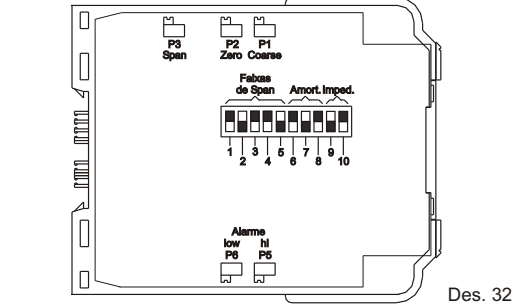 P3 P2 P1
Span Zero Coarse
Faixas
de Span Amort. Imped.
1 2 3 4 5 6 7 8 9 10
Alarme
low hi
P6 P5
Des. 32